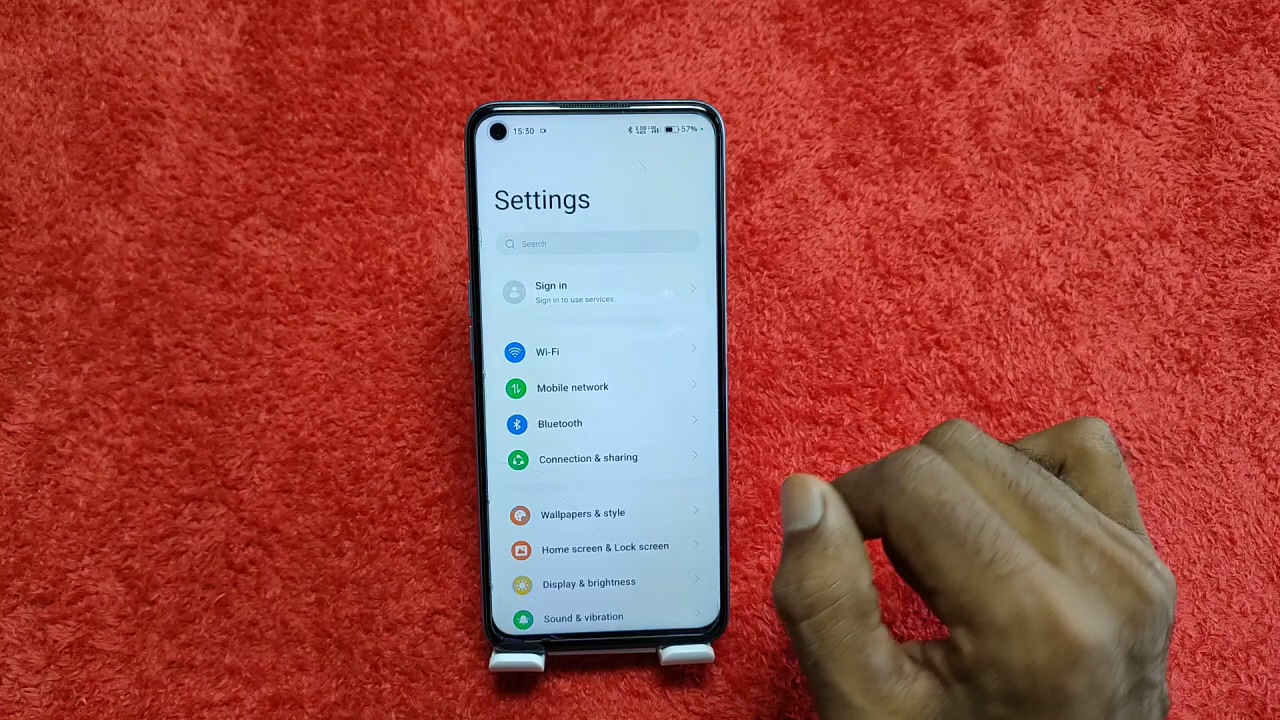 15:30
57%
Settings
Search
Sign in
Sign in to use services.
Wi-Fi
Mobile network
Bluetooth
Connection & sharing
Wallpapers & style
Home screen & Lock screen
Display & brightness
Sound & vibration